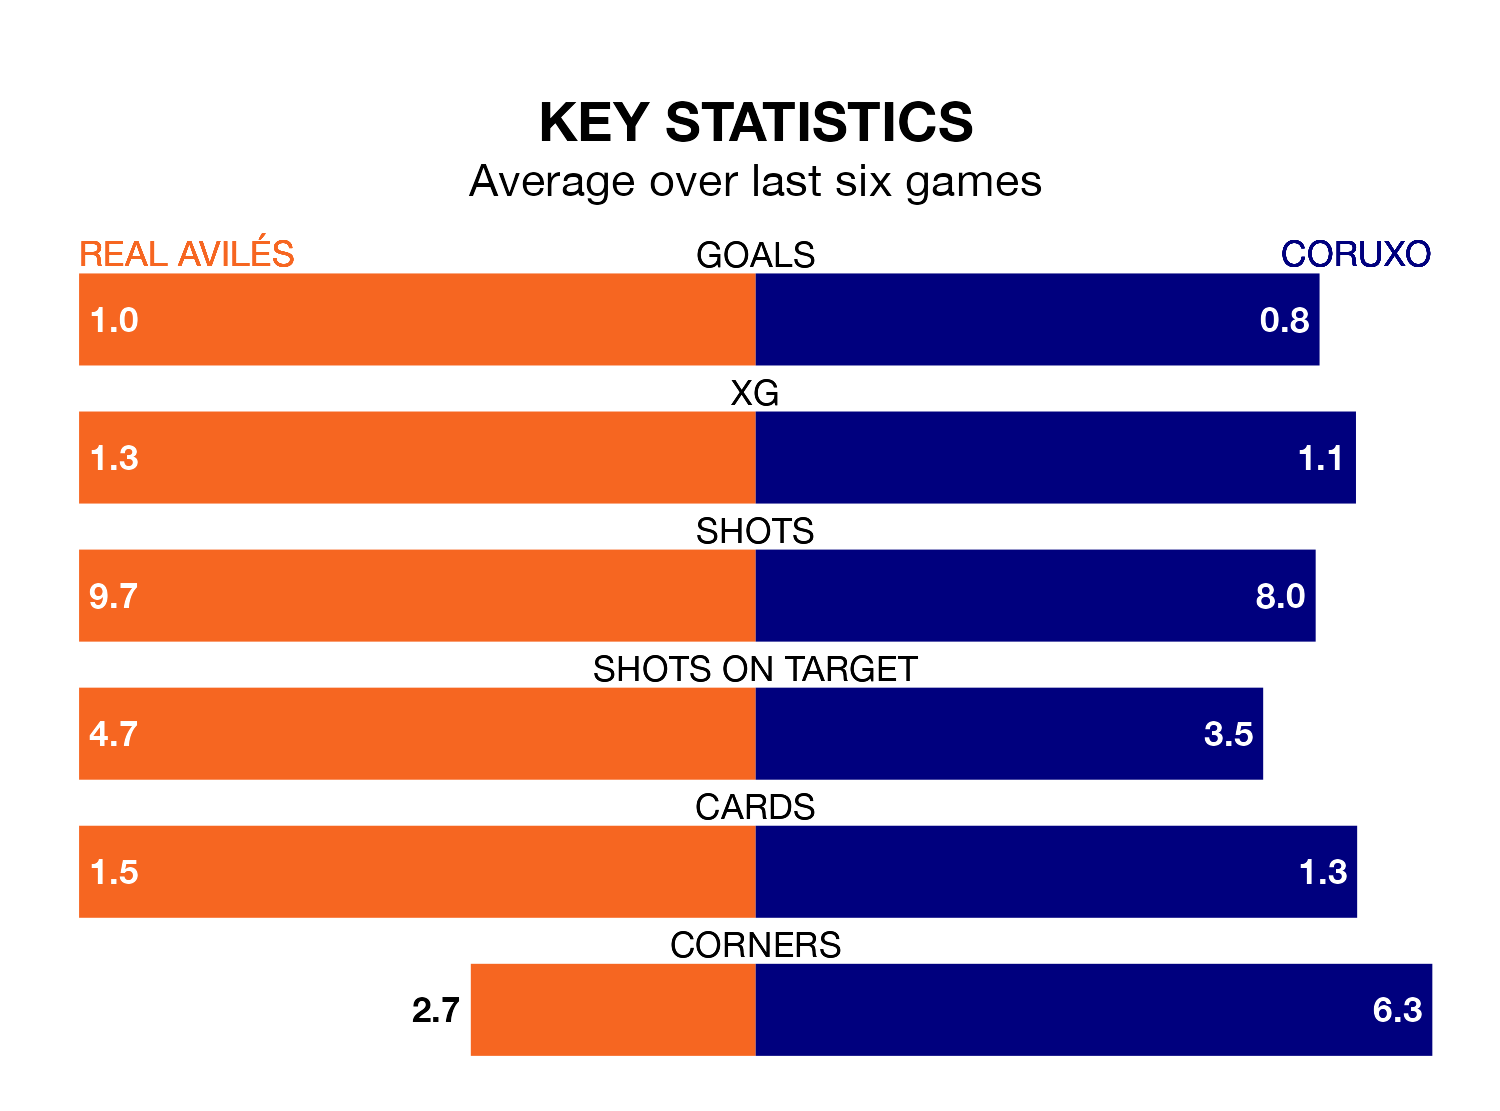 KEY STATISTICS
Average over last six games
REAL AVILÉS GOALS CORUXO
1.0 0.8
XG
1.3 1.1
SHOTS
9.7 8.0
SHOTS ON TARGET
4.7 3.5
CARDS
1.5 1.3
CORNERS
2.7 6.3